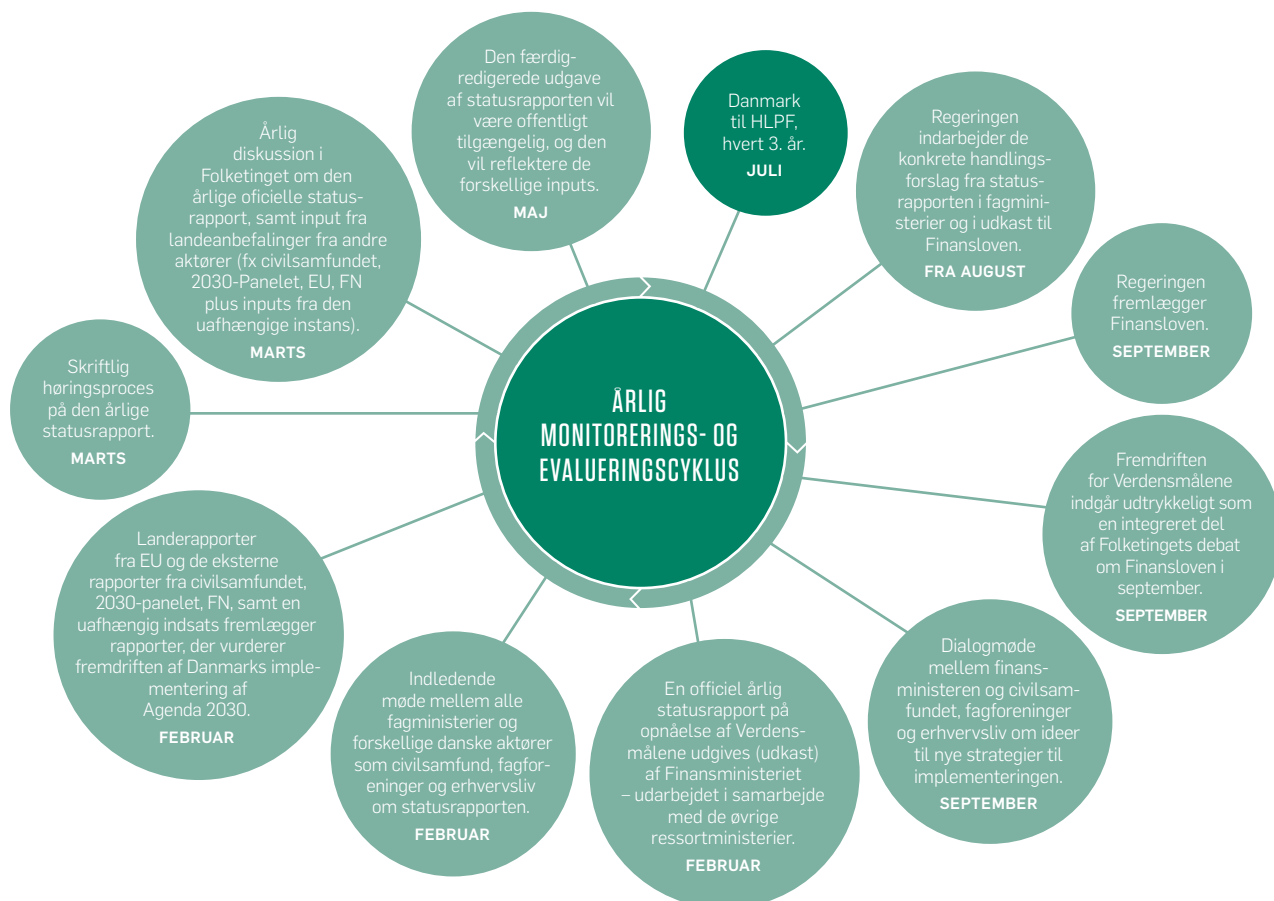 ÅRLIG
MONITORERINGS- OG
EVALUERINGSCYKLUS
Danmark
til HLPF,
hvert 3. år.
JULI
Regeringen
indarbejder de
konkrete handlings-
forslag fra status-
rapporten i fagmini-
sterier og i udkast til
Finansloven.
FRA AUGUST
Regeringen
fremlægger
Finansloven.
SEPTEMBER
Fremdriften
for Verdensmålene
indgår udtrykkeligt som
en integreret del
af Folketingets debat
om Finansloven i
september.
SEPTEMBER
Dialogmøde
mellem finans-
ministeren og civilsam-
fundet, fagforeninger
og erhvervsliv om ideer
til nye strategier til
implementeringen.
SEPTEMBER
En officiel årlig
statusrapport på
opnåelse af Verdens-
målene udgives (udkast)
af Finansministeriet
– udarbejdet i samarbejde
med de øvrige
ressortministerier.
FEBRUAR
Indledende
møde mellem alle
fagministerier og
forskellige danske aktører
som civilsamfund, fagfor-
eninger og erhvervsliv
om statusrapporten.
FEBRUAR
Landerapporter
fra EU og de eksterne
rapporter fra civilsamfundet,
2030-panelet, FN, samt en
uafhængig indsats fremlægger
rapporter, der vurderer
fremdriften af Danmarks imple-
mentering af
Agenda 2030.
FEBRUAR
Skriftlig
høringsproces
på den årlige
statusrapport.
MARTS
Årlig
diskussion i
Folketinget om den
årlige oficielle status-
rapport, samt input fra
landeanbefalinger fra andre
aktører (fx civilsamfundet,
2030-Panelet, EU, FN
plus inputs fra den
uafhængige instans).
MARTS
Den færdig-
redigerede udgave
af statusrapporten vil
være offentligt
tilgængelig, og den
vil reflektere de
forskellige inputs.
MAJ